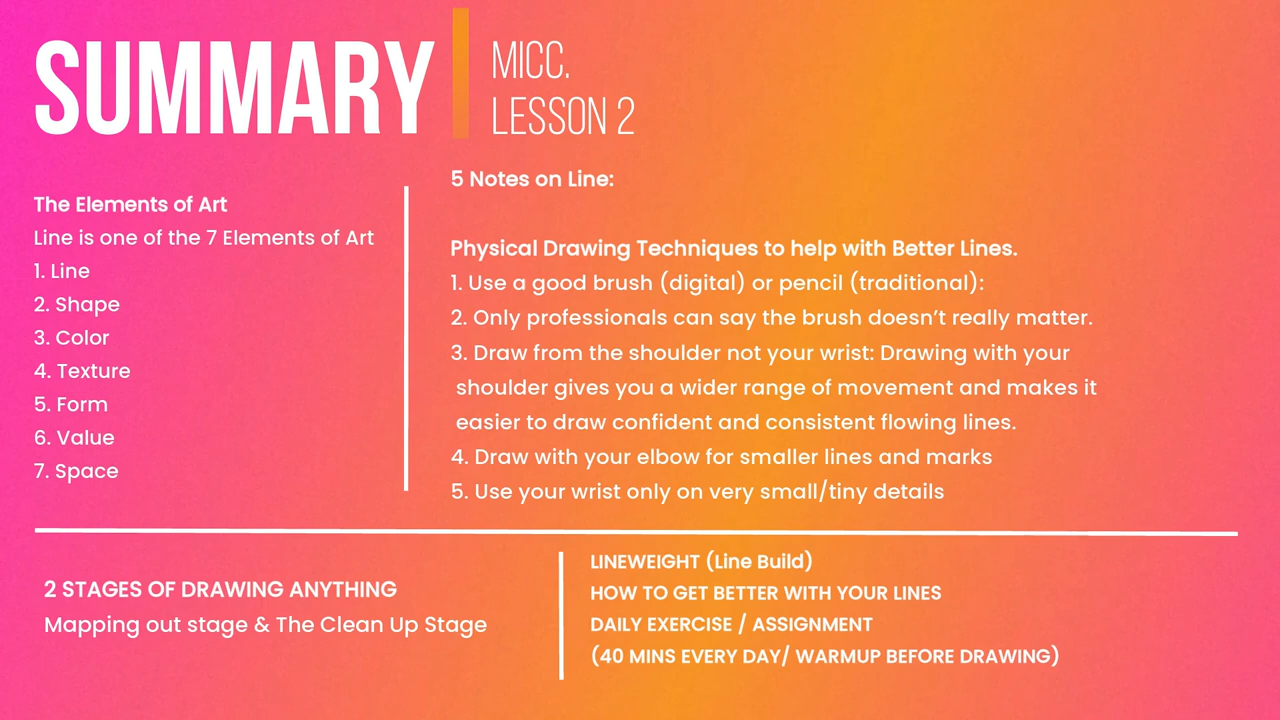 SUMMARY
MICC.
LESSON 2
The Elements of Art
Line is one of the 7 Elements of Art
1. Line
2. Shape
3. Color
4. Texture
5. Form
6. Value
7. Space
5 Notes on Line:
Physical Drawing Techniques to help with Better Lines.
1. Use a good brush (digital) or pencil (traditional):
2. Only professionals can say the brush doesn’t really matter.
3. Draw from the shoulder not your wrist: Drawing with your
shoulder gives you a wider range of movement and makes it
easier to draw confident and consistent flowing lines.
4. Draw with your elbow for smaller lines and marks
5. Use your wrist only on very small/tiny details
2 STAGES OF DRAWING ANYTHING
Mapping out stage & The Clean Up Stage
LINEWEIGHT (Line Build)
HOW TO GET BETTER WITH YOUR LINES
DAILY EXERCISE / ASSIGNMENT
(40 MINS EVERY DAY/ WARMUP BEFORE DRAWING)